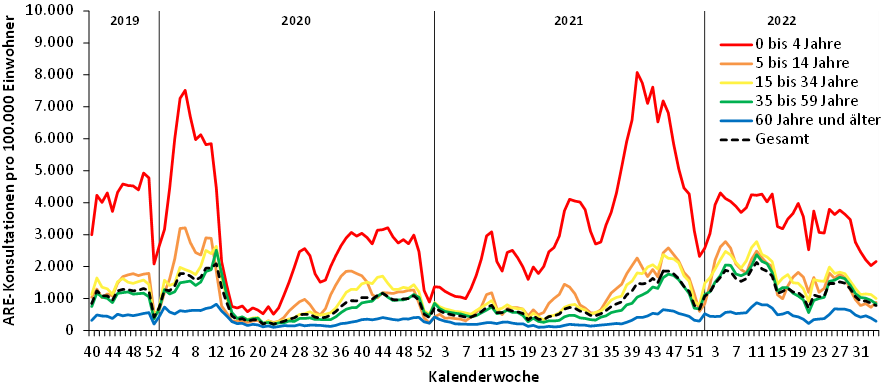 2019 2020 2021 2022
ARE-Konsultationen pro 100.000 Einwohner
10.000
9.000
8.000
7.000
6.000
5.000
4.000
3.000
2.000
1.000
0
0 bis 4 Jahre
5 bis 14 Jahre
15 bis 34 Jahre
35 bis 59 Jahre
60 Jahre und älter
Gesamt
40 44 48 52 4 8 12 16 20 24 28 32 36 40 44 48 52 3 7 11 15 19 23 27 31 35 39 43 47 51 3 7 11 15 19 23 27 31
Kalenderwoche